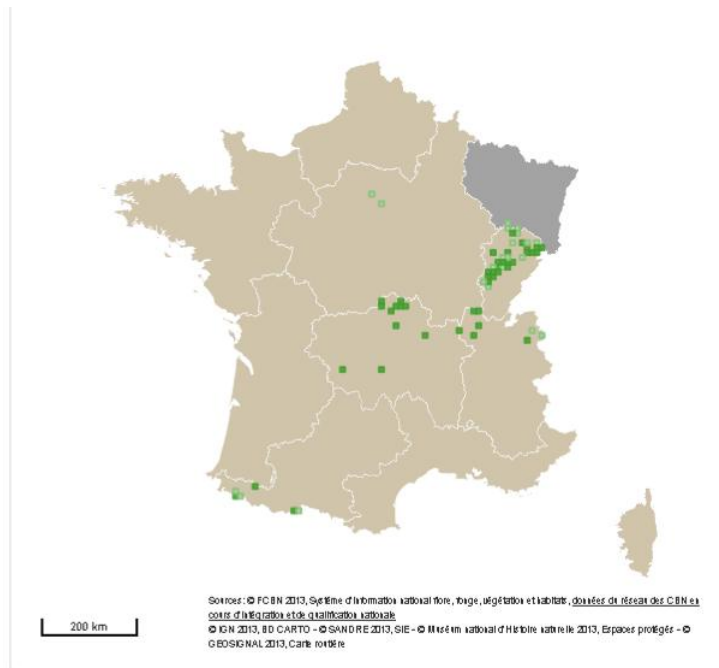 Sources: © FCBN 2013, Système d'information national flore, fonge, végétation et habitats, données du réseau des CBN en
cours d'intégration et de qualification nationale
200 km
© IGN 2013, BD CARTO - © SANDRE 2013, SIE - © Muséum national d'Histoire naturelle 2013, Espaces protégés - ©
GEOSIGNAL 2013, Carte routière